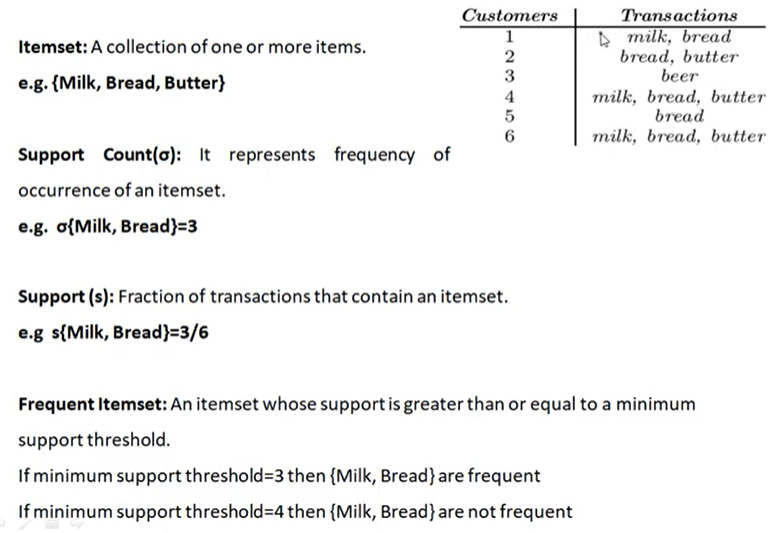 Itemset: A collection of one or more items.
e.g. {Milk, Bread, Butter}
Customers Transactions
1 milk, bread
2 bread, butter
3 beer
4 milk, bread, butter
5 bread
6 milk, bread, butter
Support Count(σ): It represents frequency of
occurrence of an itemset.
e.g. σ{Milk, Bread}=3
Support (s): Fraction of transactions that contain an itemset.
e.g s{Milk, Bread}=3/6
Frequent Itemset: An itemset whose support is greater than or equal to a minimum
support threshold.
If minimum support threshold=3 then {Milk, Bread} are frequent
If minimum support threshold=4 then {Milk, Bread} are not frequent